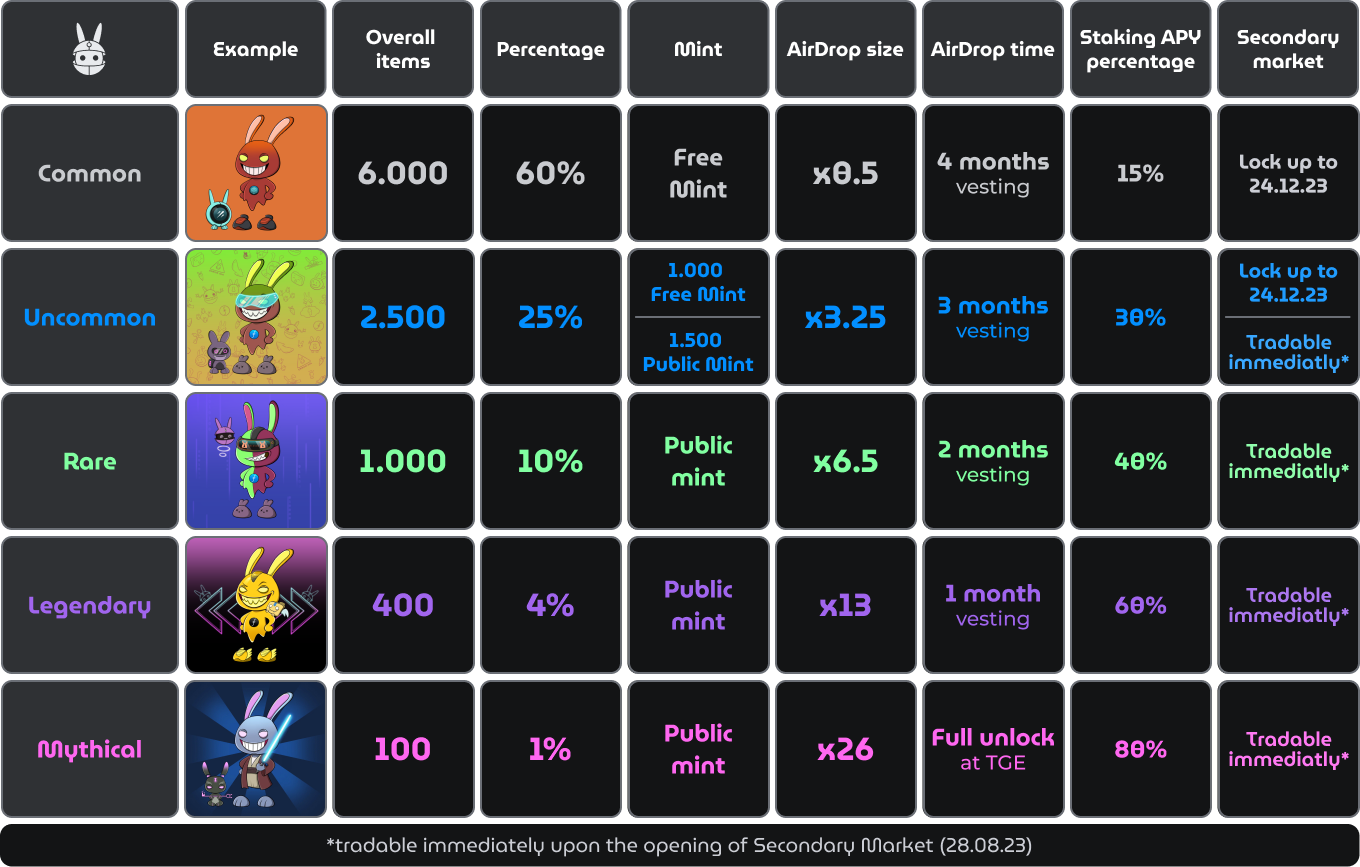 Example
Overall
items
Percentage
Mint
AirDrop size
AirDrop time
Staking APY
percentage
Secondary
market
Common
6.000
60%
Free
Mint
x0.5
4 months
vesting
15%
Lock up to
24.12.23
Uncommon
2.500
25%
1.000
Free Mint
1.500
Public Mint
x3.25
3 months
vesting
30%
Lock up to
24.12.23
Tradable
immediatly*
Rare
1.000
10%
Public
mint
x6.5
2 months
vesting
40%
Tradable
immediatly*
Legendary
400
4%
Public
mint
x13
1 month
vesting
60%
Tradable
immediatly*
Mythical
100
1%
Public
mint
x26
Full unlock
at TGE
80%
Tradable
immediatly*
*tradable immediately upon the opening of Secondary Market (28.08.23)